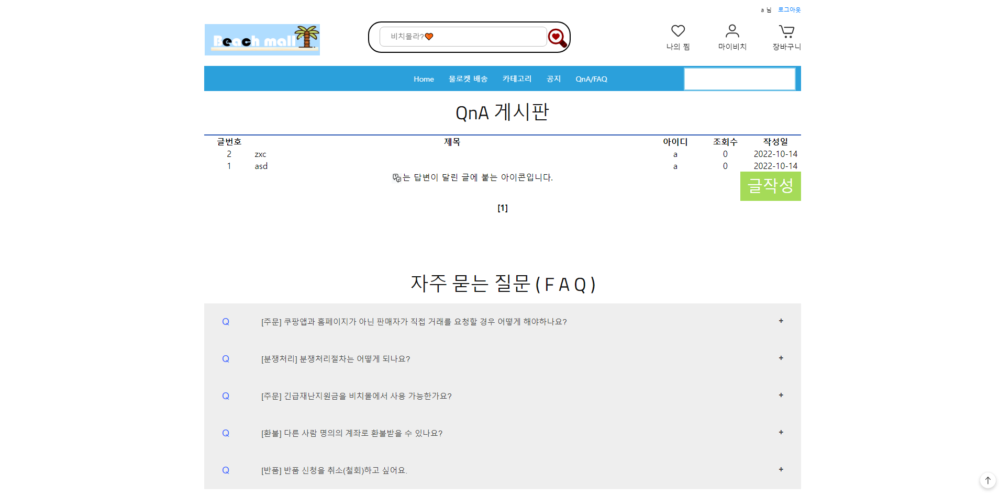 a 님 로그아웃
Beach mall
비치몰라?🧡
나의 찜 마이비치 장바구니
Home 물로켓 배송 카테고리 공지 QnA/FAQ
QnA 게시판
글번호 제목 아이디 조회수 작성일
2 zxc a 0 2022-10-14
1 asd a 0 2022-10-14
는 답변이 달린 글에 붙는 아이콘입니다.
글작성
[1]
자주 묻는 질문 ( F A Q )
Q [주문] 쿠팡앱과 홈페이지가 아닌 판매자가 직접 거래를 요청할 경우 어떻게 해야하나요? +
Q [분쟁처리] 분쟁처리절차는 어떻게 되나요? +
Q [주문] 긴급재난지원금을 비치몰에서 사용 가능한가요? +
Q [환불] 다른 사람 명의의 계좌로 환불받을 수 있나요? +
Q [반품] 반품 신청을 취소(철회)하고 싶어요. +